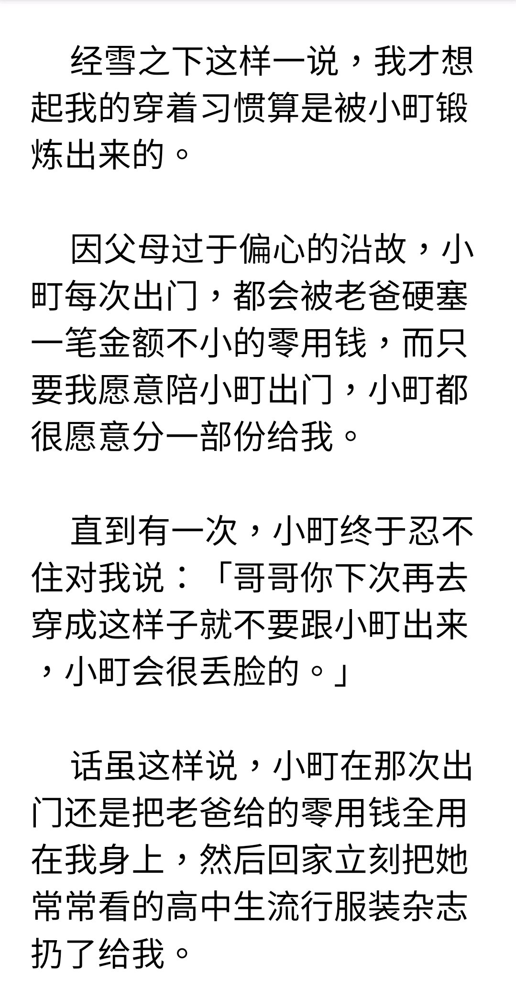 经雪之下这样一说，我才想
起我的穿着习惯算是被小町锻
炼出来的。
因父母过于偏心的沿故，小
町每次出门，都会被老爸硬塞
一笔金额不小的零用钱，而只
要我愿意陪小町出门，小町都
很愿意分一部份给我。
直到有一次，小町终于忍不
住对我说：「哥哥你下次再去
穿成这样子就不要跟小町出来
，小町会很丢脸的。」
话虽这样说，小町在那次出
门还是把老爸给的零用钱全用
在我身上，然后回家立刻把她
常常看的高中生流行服装杂志
扔了给我。